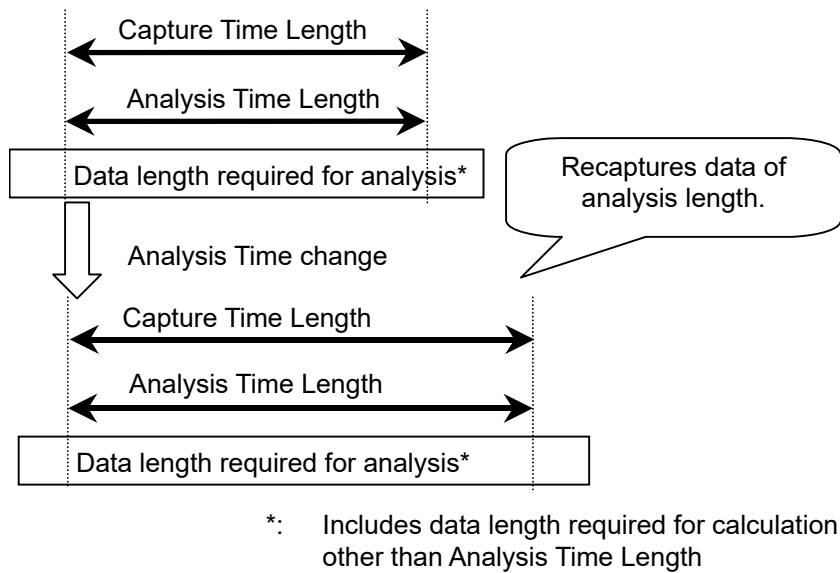 Capture Time Length
Analysis Time Length
Data length required for analysis*
Recaptures data of
analysis length.
Analysis Time change
Capture Time Length
Analysis Time Length
Data length required for analysis*
*: Includes data length required for calculation
other than Analysis Time Length